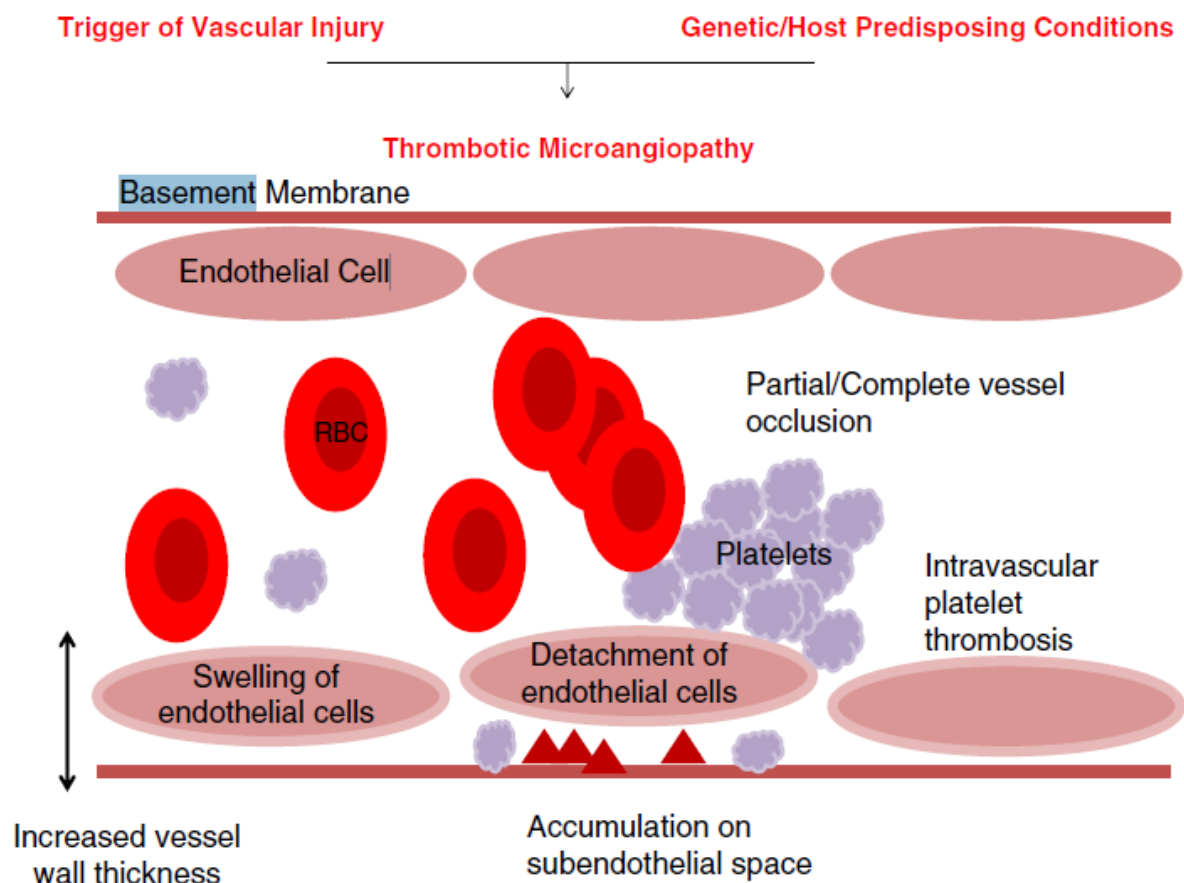 Trigger of Vascular Injury
Genetic/Host Predisposing Conditions
Thrombotic Microangiopathy
Basement Membrane
Endothelial Cell
RBC
Partial/Complete vessel
occlusion
Platelets
Intravascular
platelet
thrombosis
Swelling of
endothelial cells
Detachment of
endothelial cells
Increased vessel
wall thickness
Accumulation on
subendothelial space